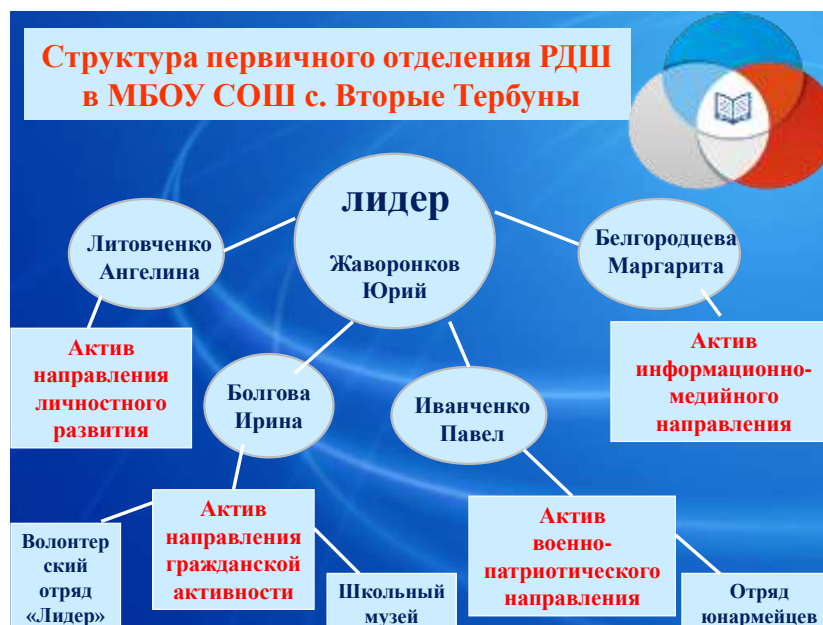 Структура первичного отделения РДШ
в МБОУ СОШ с. Вторые Тербуны
лидер
Жаворонков
Юрий
Литовченко
Ангелина
Белгородцева
Маргарита
Актив
направления
личностного
развития
Болгова
Ирина
Иванченко
Павел
Актив
информационно-
медийного
направления
Волонтер
ский
отряд
«Лидер»
Актив
направления
гражданской
активности
Школьный
музей
Актив
военно-
патриотического
направления
Отряд
юнармейцев